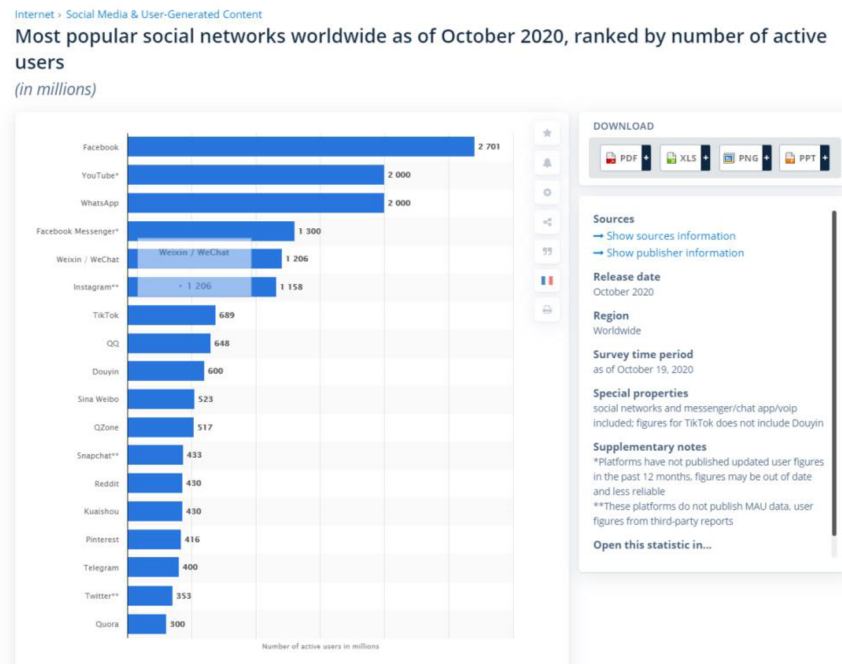 Internet › Social Media & User-Generated Content
Most popular social networks worldwide as of October 2020, ranked by number of active
users
(in millions)
Facebook 2 701
YouTube* 2 000
WhatsApp 2 000
Facebook Messenger* 1 300
Weixin / WeChat 1 206
Weixin / WeChat
• 1 206
Instagram** 1 158
TikTok 689
QQ 648
Douyin 600
Sina Weibo 523
QZone 517
Snapchat** 433
Reddit 430
Kuaishou 430
Pinterest 416
Telegram 400
Twitter** 353
Quora 300
Number of active users in millions
DOWNLOAD
PDF + XLS + PNG + PPT +
Sources
→ Show sources information
→ Show publisher information
Release date
October 2020
Region
Worldwide
Survey time period
as of October 19, 2020
Special properties
social networks and messenger/chat app/voip
included; figures for TikTok does not include Douyin
Supplementary notes
*Platforms have not published updated user figures
in the past 12 months, figures may be out of date
and less reliable
**These platforms do not publish MAU data, user
figures from third-party reports
Open this statistic in...